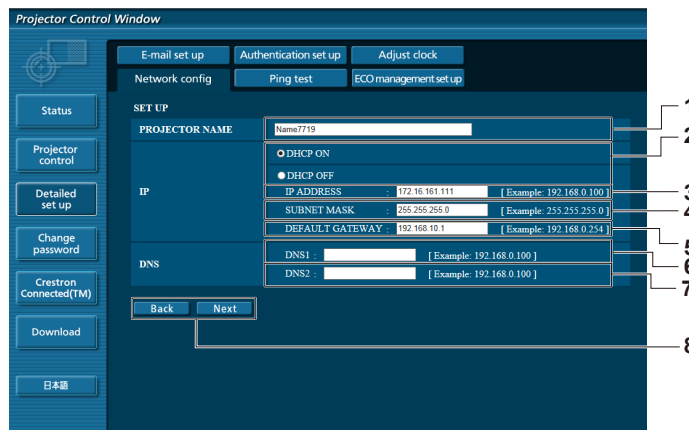 Projector Control Window
E-mail set up Authentication set up Adjust clock
Network config Ping test ECO management set up
Status
Projector control
Detailed set up
Change password
Crestron Connected(TM)
Download
日本語
SET UP
PROJECTOR NAME Name7719 1
IP
DHCP ON 2
DHCP OFF
IP ADDRESS : 172.16.161.111 [ Example: 192.168.0.100 ] 3
SUBNET MASK : 255.255.255.0 [ Example: 255.255.255.0 ] 4
DEFAULT GATEWAY : 192.168.10.1 [ Example: 192.168.0.254 ] 5
DNS
DNS1 : [ Example: 192.168.0.100 ] 6
DNS2 : [ Example: 192.168.0.100 ] 7
Back Next 8